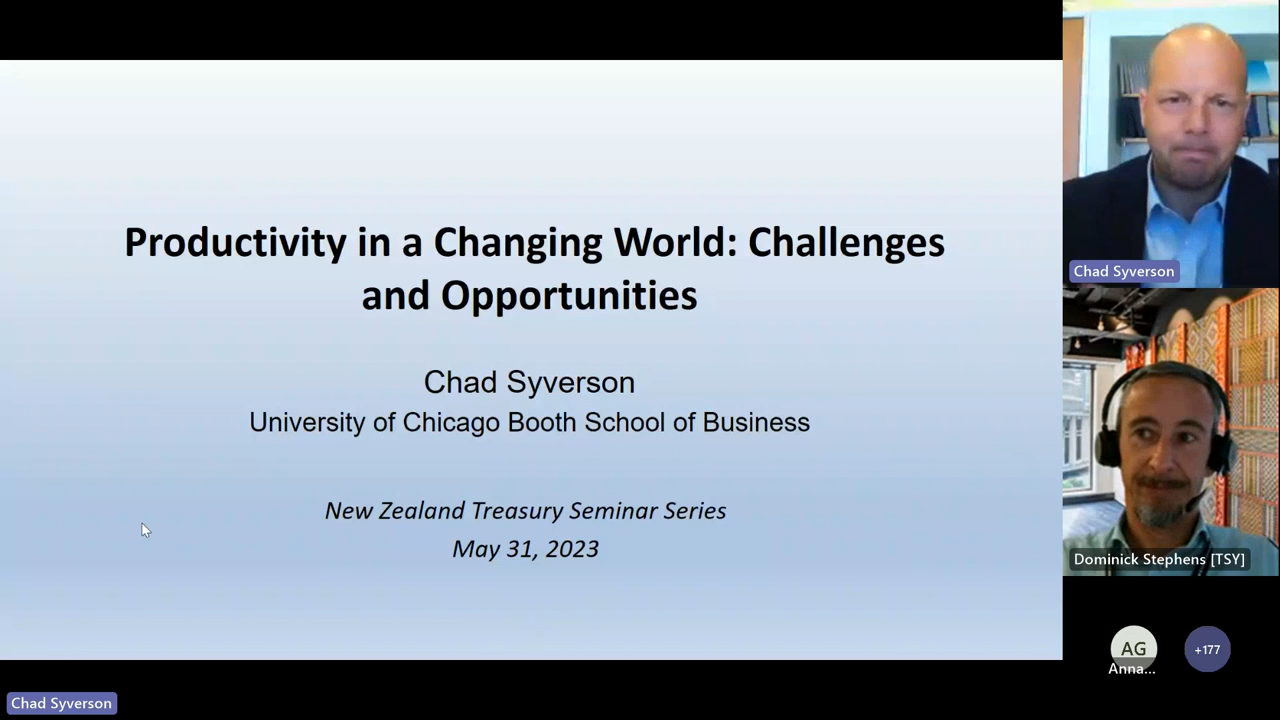 Productivity in a Changing World: Challenges
and Opportunities
Chad Syverson
University of Chicago Booth School of Business
New Zealand Treasury Seminar Series
May 31, 2023
Chad Syverson
Dominick Stephens [TSY]
AG
Anna...
+177
Chad Syverson